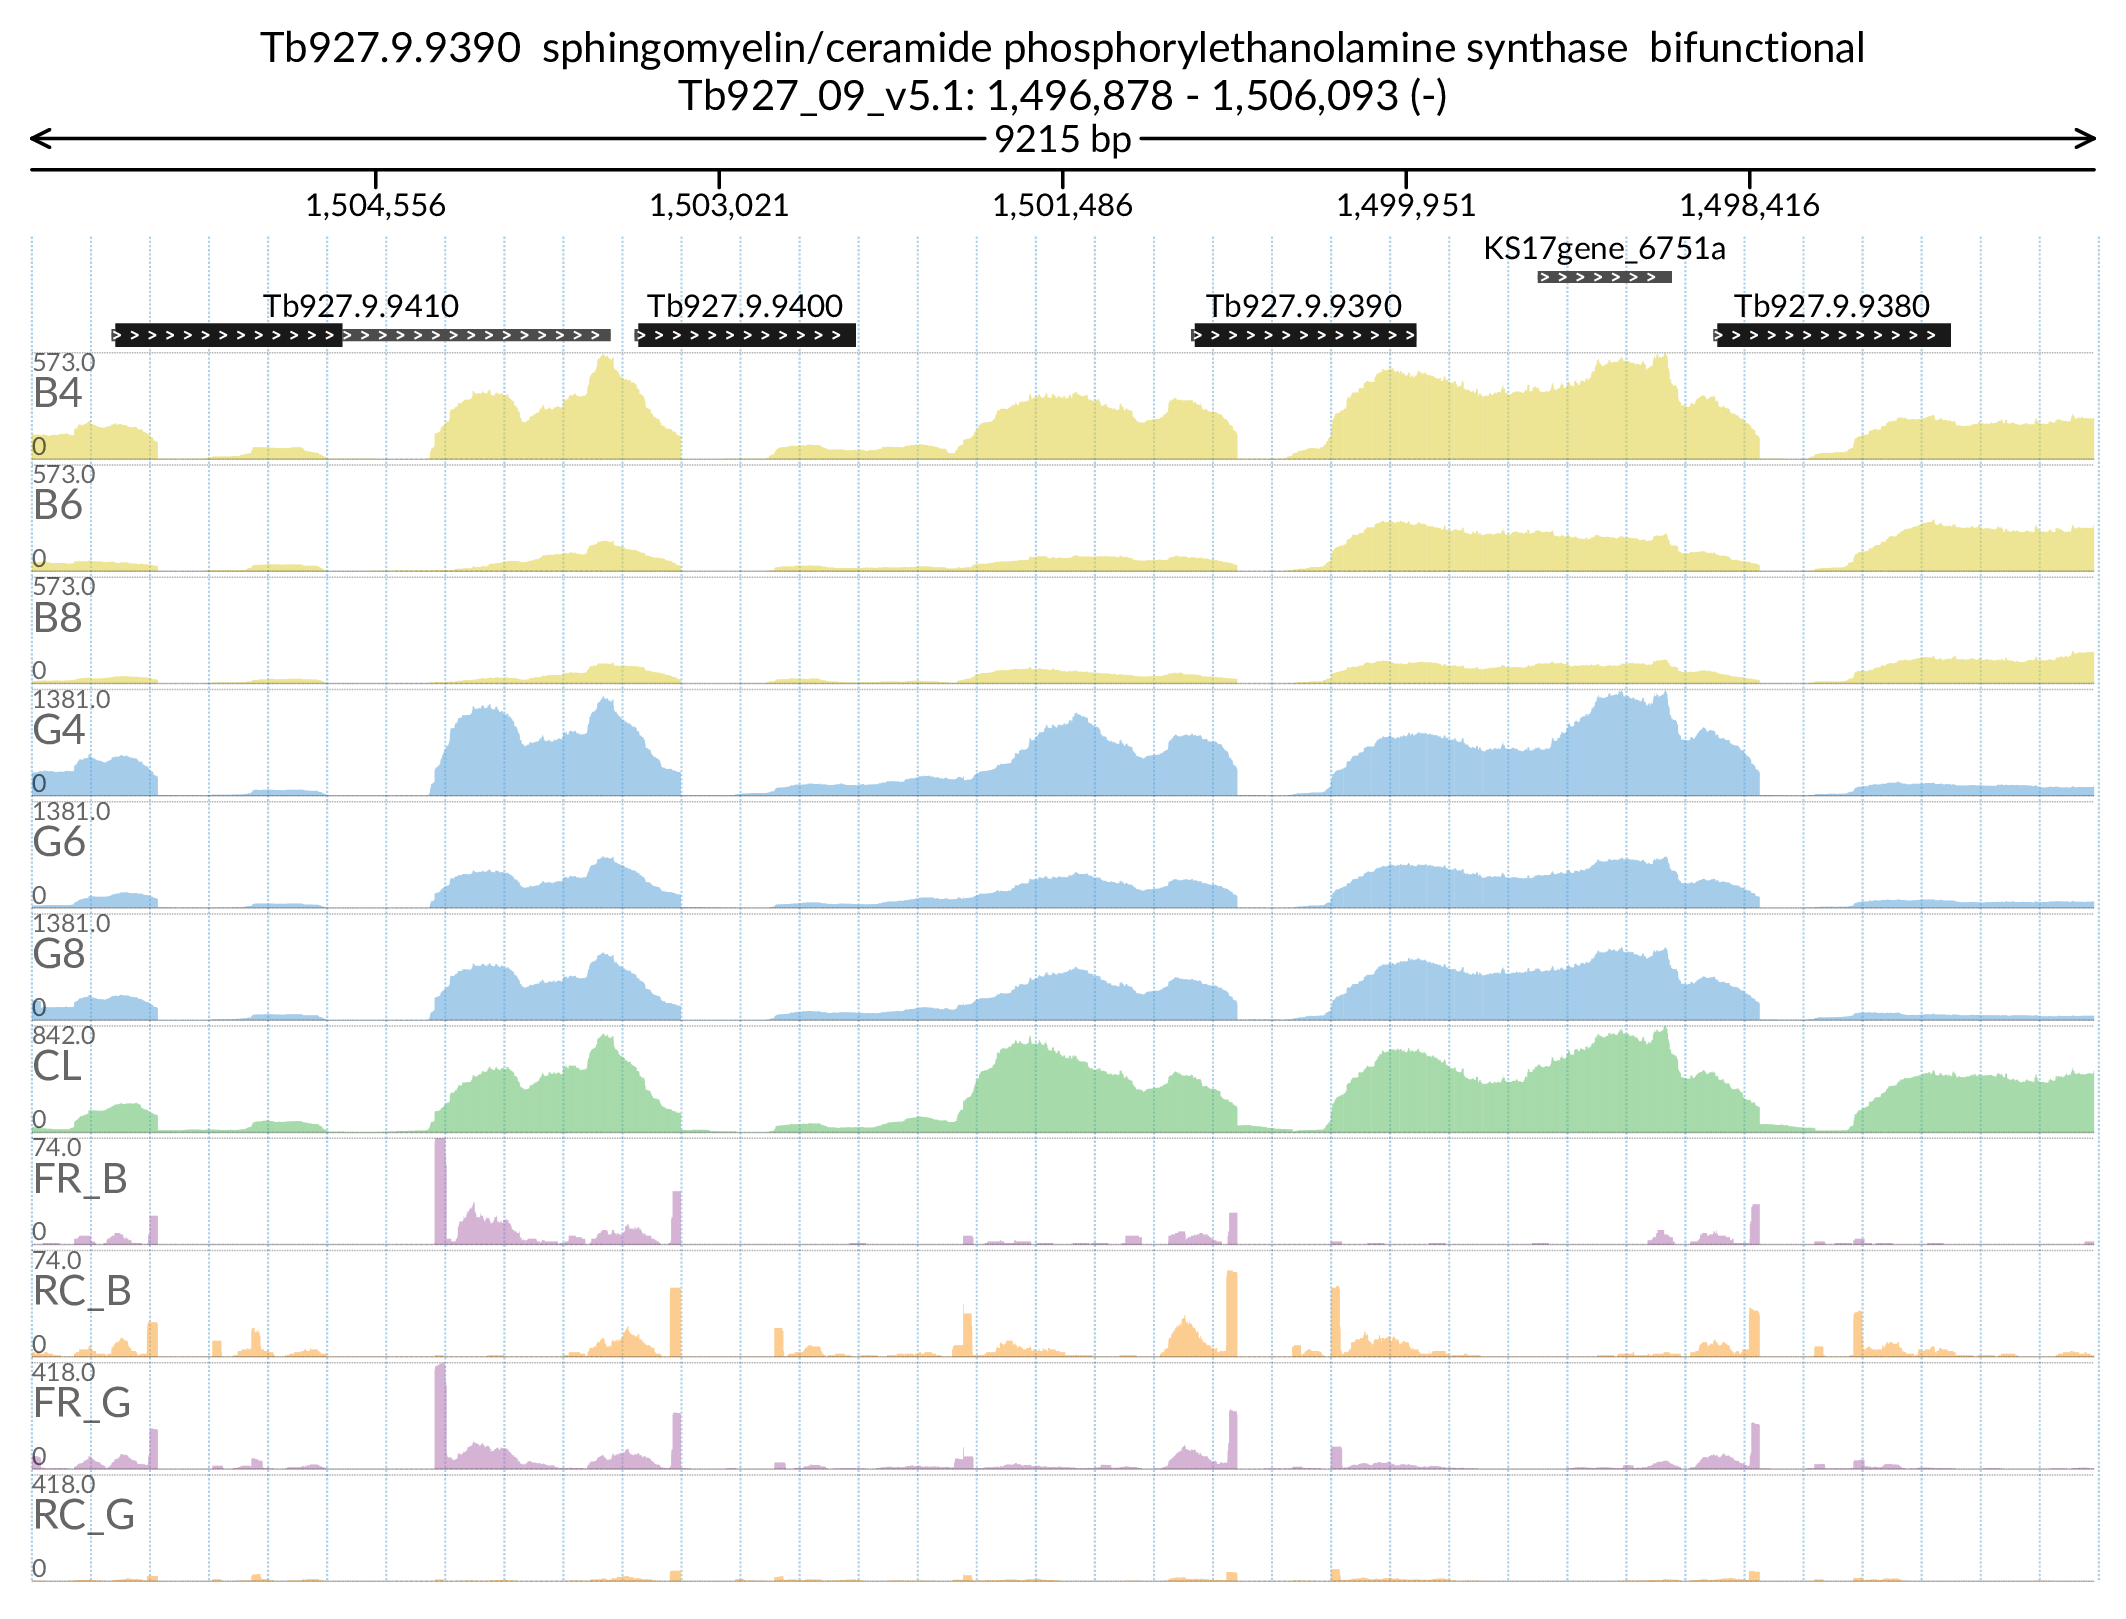 Tb927.9.9390  sphingomyelin/ceramide phosphorylethanolamine synthase  bifunctional
Tb927_09_v5.1: 1,496,878 - 1,506,093 (-)
9215 bp
1,504,556 1,503,021 1,501,486 1,499,951 1,498,416
KS17gene_6751a
Tb927.9.9410 Tb927.9.9400 Tb927.9.9390 Tb927.9.9380
573.0
B4
0
573.0
B6
0
573.0
B8
0
1381.0
G4
0
1381.0
G6
0
1381.0
G8
0
842.0
CL
0
74.0
FR_B
0
74.0
RC_B
0
418.0
FR_G
0
418.0
RC_G
0